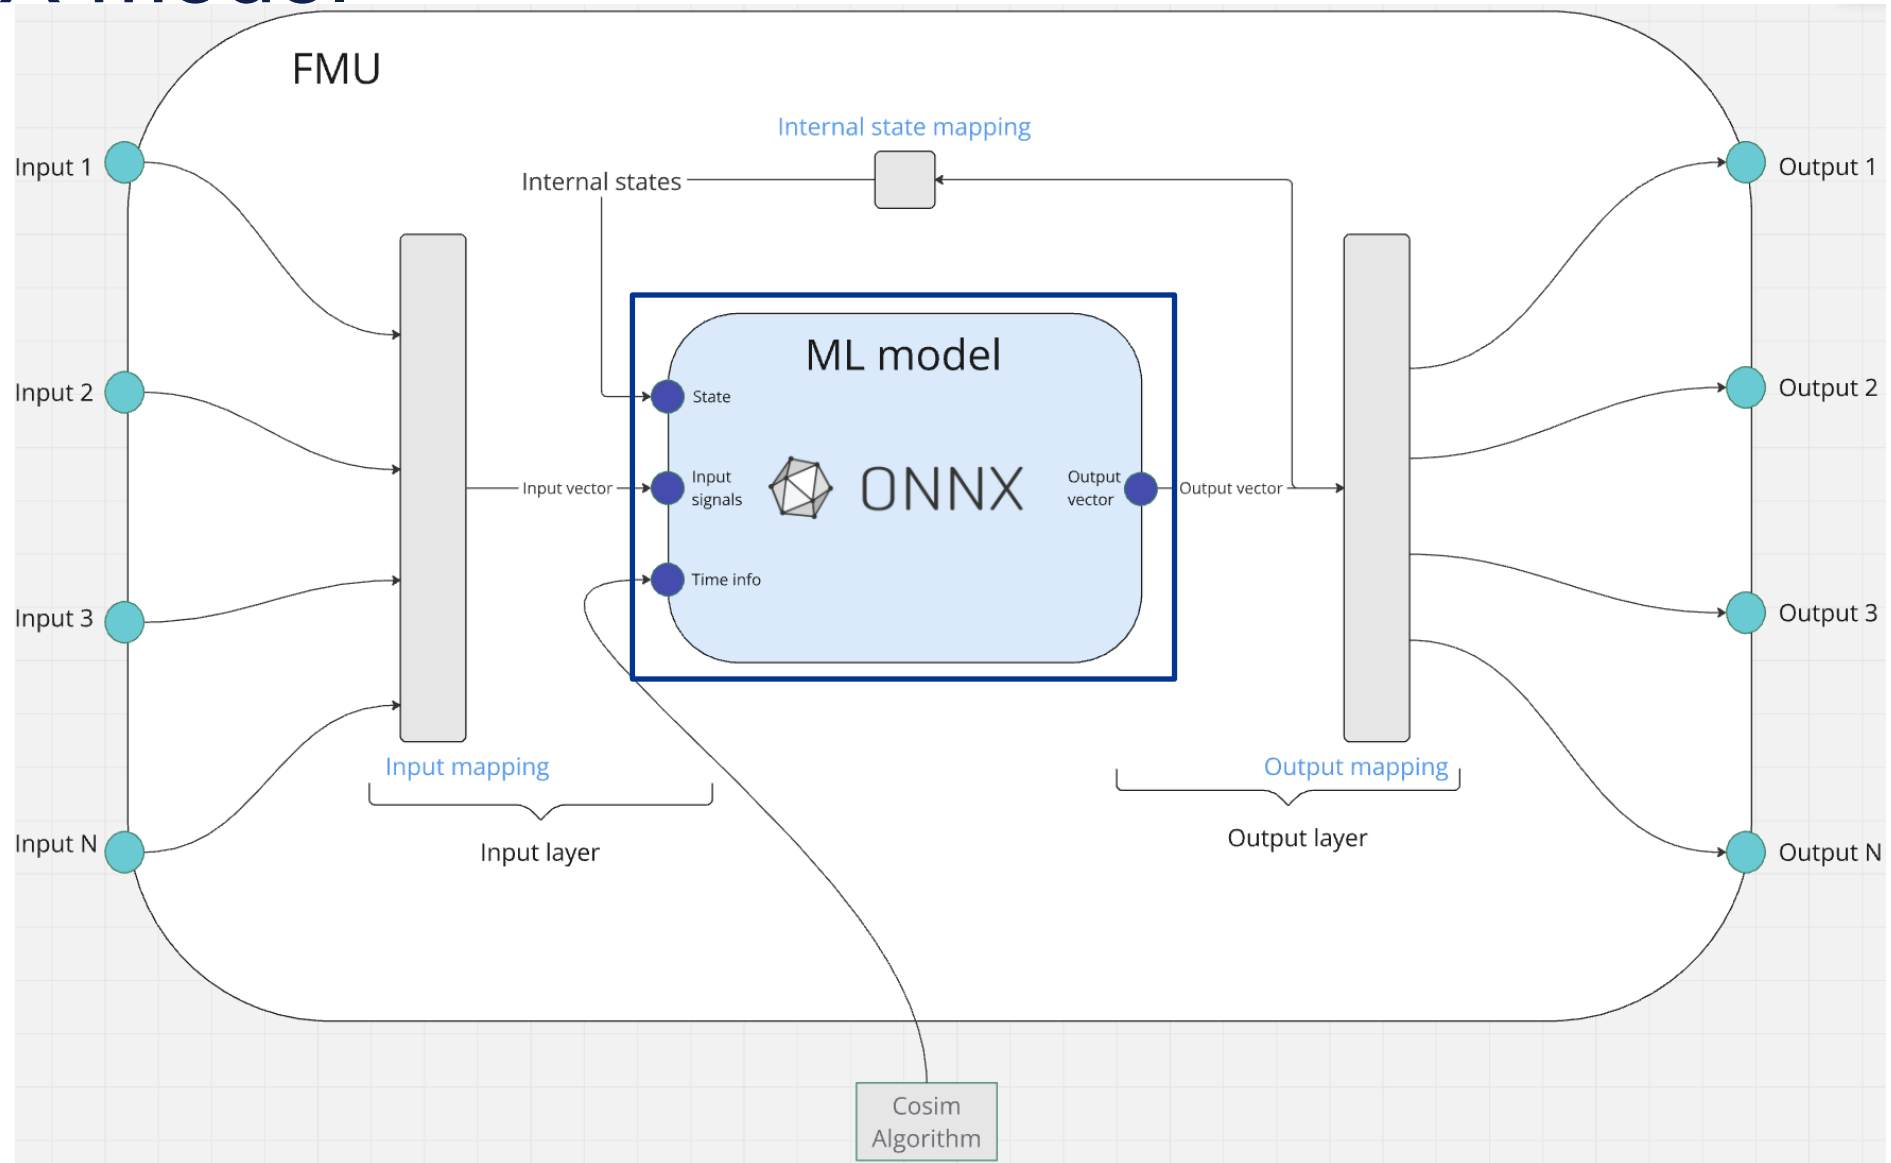 FMU
Internal state mapping
Input 1
Internal states
Output 1
ML model
Input 2
State
Output 2
Input vector
Input
signals
ONNX
Output
vector
Output vector
Time info
Input 3
Output 3
Input mapping
Output mapping
Input layer
Output layer
Input N
Output N
Cosim
Algorithm